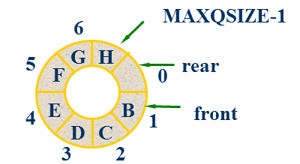 MAXQSIZE-1
6
5 G H rear
F 0
4 E B front
D C 1
3 2